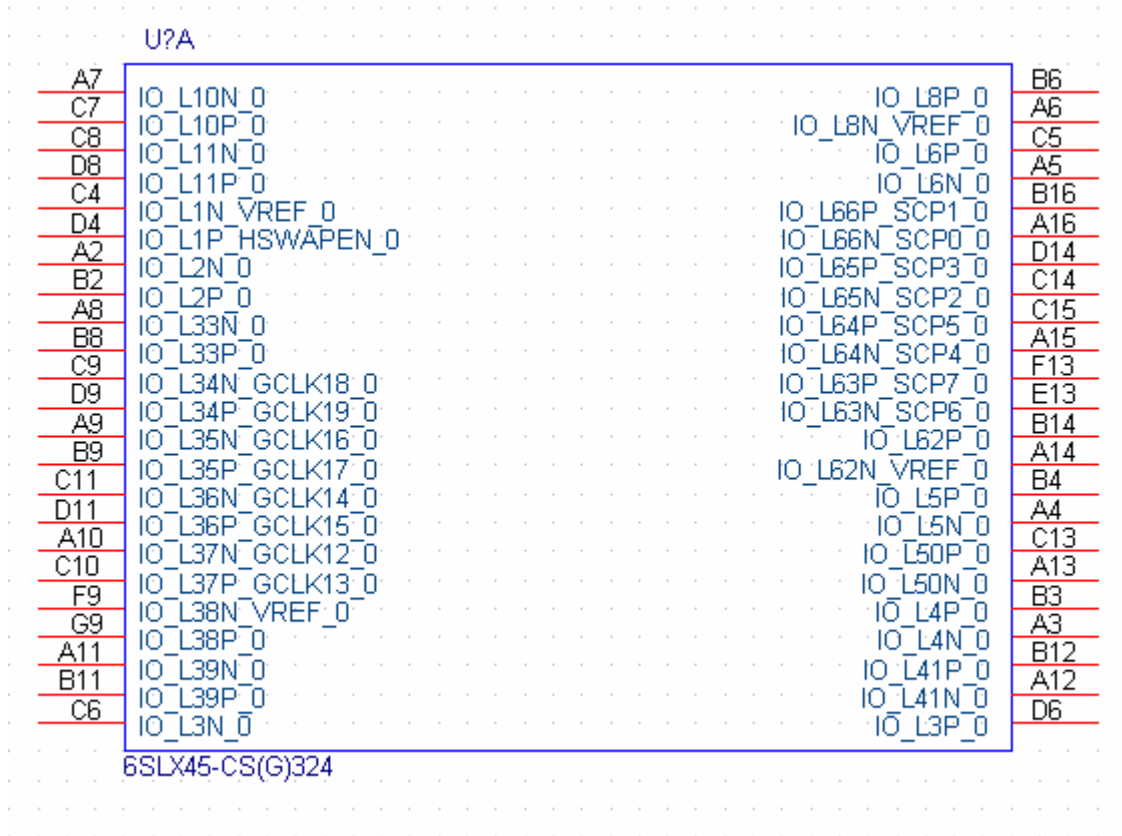 U?A
A7 IO_L10N_0 IO_L8P_0 B6
C7 IO_L10P_0 IO_L8N_VREF_0 A6
C8 IO_L11N_0 IO_L6P_0 C5
D8 IO_L11P_0 IO_L6N_0 A5
C4 IO_L1N_VREF_0 IO_L66P_SCP1_0 B16
D4 IO_L1P_HSWAPEN_0 IO_L66N_SCP0_0 A16
A2 IO_L2N_0 IO_L65P_SCP3_0 D14
B2 IO_L2P_0 IO_L65N_SCP2_0 C14
A8 IO_L33N_0 IO_L64P_SCP5_0 C15
B8 IO_L33P_0 IO_L64N_SCP4_0 A15
C9 IO_L34N_GCLK18_0 IO_L63P_SCP7_0 F13
D9 IO_L34P_GCLK19_0 IO_L63N_SCP6_0 E13
A9 IO_L35N_GCLK16_0 IO_L62P_0 B14
B9 IO_L35P_GCLK17_0 IO_L62N_VREF_0 A14
C11 IO_L36N_GCLK14_0 IO_L5P_0 B4
D11 IO_L36P_GCLK15_0 IO_L5N_0 A4
A10 IO_L37N_GCLK12_0 IO_L50P_0 C13
C10 IO_L37P_GCLK13_0 IO_L50N_0 A13
F9 IO_L38N_VREF_0 IO_L4P_0 B3
G9 IO_L38P_0 IO_L4N_0 A3
A11 IO_L39N_0 IO_L41P_0 B12
B11 IO_L39P_0 IO_L41N_0 A12
C6 IO_L3N_0 IO_L3P_0 D6
6SLX45-CS(G)324